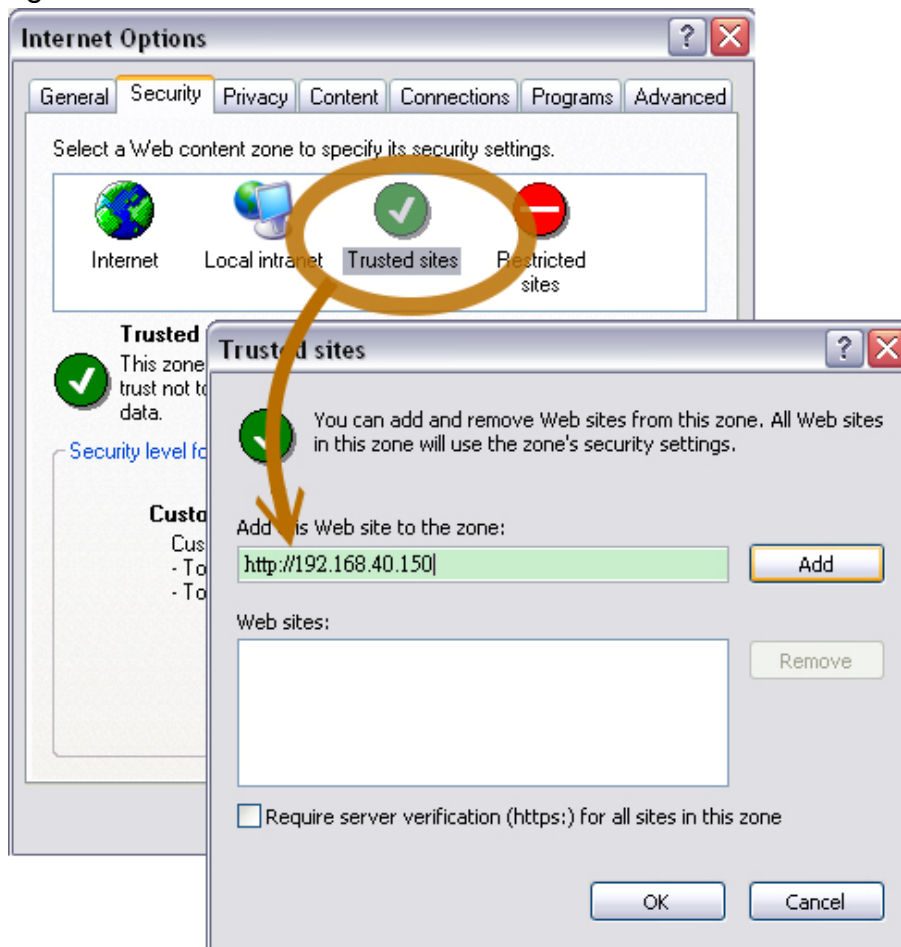 Internet Options
General Security Privacy Content Connections Programs Advanced
Select a Web content zone to specify its security settings.
Internet Local intranet Trusted sites Restricted
sites
Trusted
This zone
trust not to
data.
Security level fo
Custo
Cus
- To
- To
Trusted sites
You can add and remove Web sites from this zone. All Web sites
in this zone will use the zone's security settings.
Add this Web site to the zone:
http://192.168.40.150
Add
Web sites:
Remove
Require server verification (https:) for all sites in this zone
OK Cancel